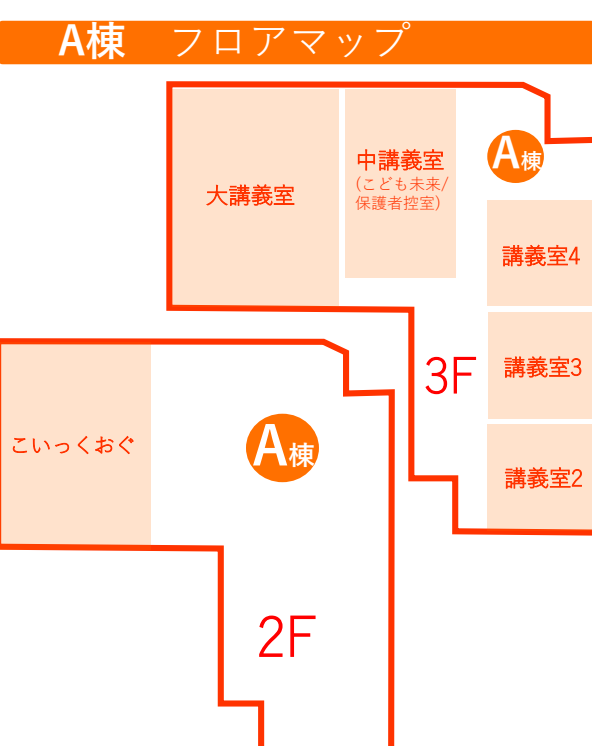 A棟 フロアマップ
大講義室
中講義室
(こども未来/
保護者控室)
A棟
講義室4
講義室3
講義室2
3F
こいっくおぐ
A棟
2F